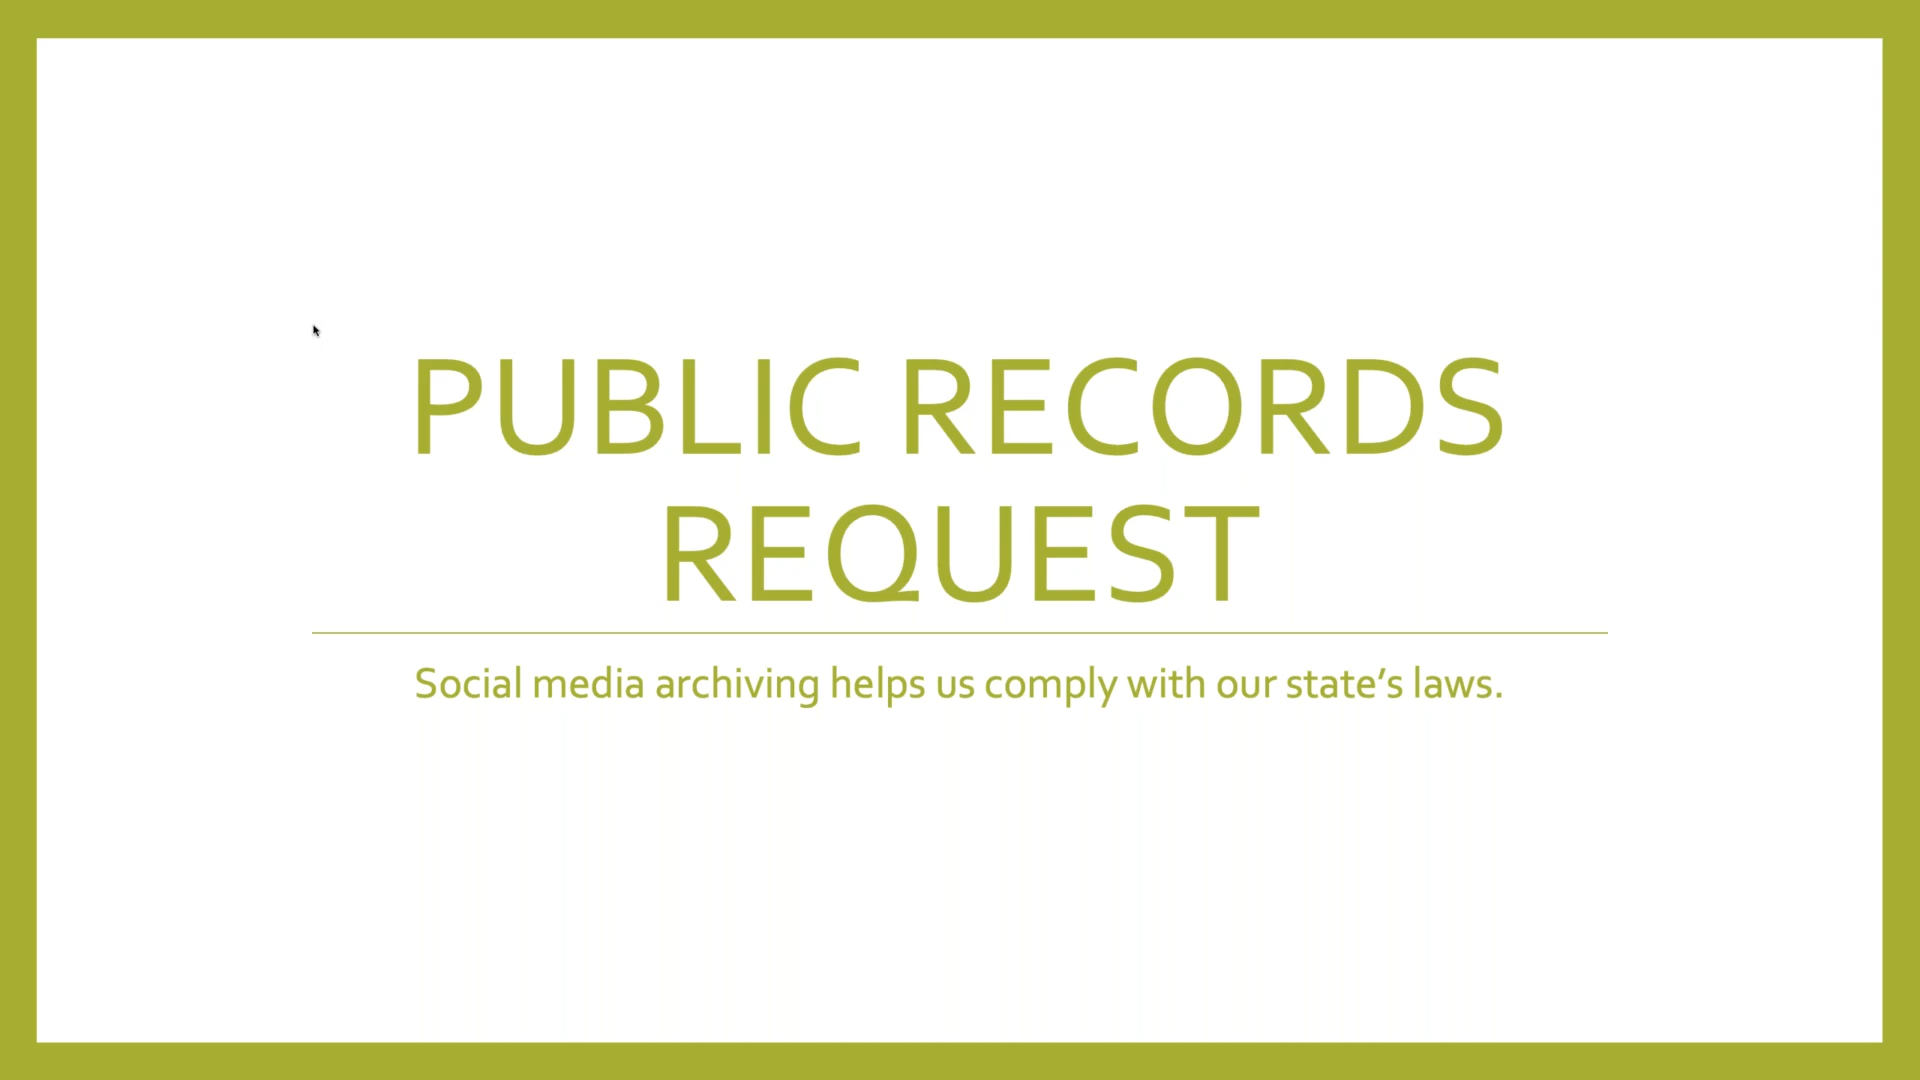 PUBLIC RECORDS
REQUEST
Social media archiving helps us comply with our state’s laws.